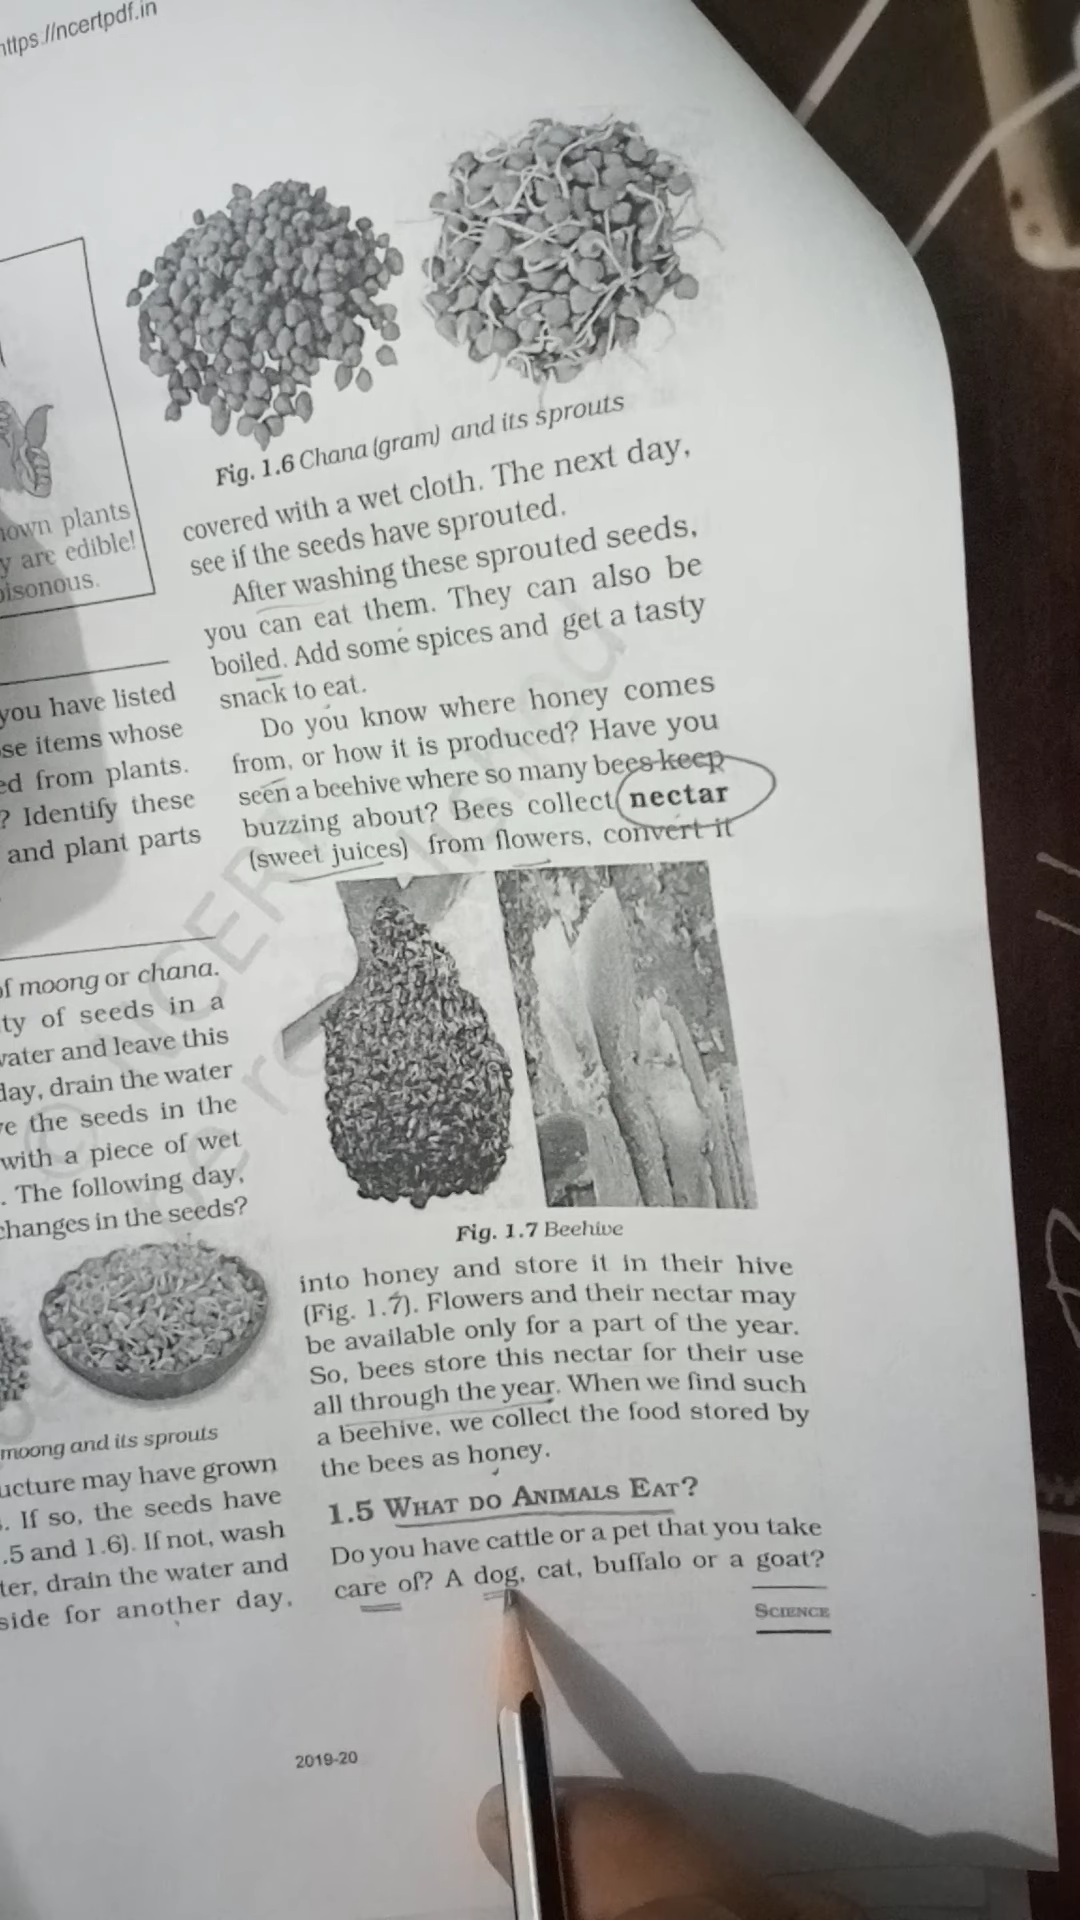 https://ncertpdf.in
own plants
y are edible!
isonous.
you have listed
se items whose
ed from plants.
? Identify these
and plant parts
of moong or chana.
ty of seeds in a
water and leave this
day, drain the water
e the seeds in the
with a piece of wet
. The following day,
changes in the seeds?
moong and its sprouts
ucture may have grown
. If so, the seeds have
.5 and 1.6). If not, wash
ter, drain the water and
side for another day,
Fig. 1.6 Chana (gram) and its sprouts
covered with a wet cloth. The next day,
see if the seeds have sprouted.
After washing these sprouted seeds,
you can eat them. They can also be
boiled. Add some spices and get a tasty
snack to eat.
Do you know where honey comes
from, or how it is produced? Have you
seen a beehive where so many bees keep
buzzing about? Bees collect nectar
(sweet juices) from flowers, convert it
Fig. 1.7 Beehive
into honey and store it in their hive
(Fig. 1.7). Flowers and their nectar may
be available only for a part of the year.
So, bees store this nectar for their use
all through the year. When we find such
a beehive, we collect the food stored by
the bees as honey.
1.5 WHAT DO ANIMALS EAT?
Do you have cattle or a pet that you take
care of? A dog, cat, buffalo or a goat?
SCIENCE
2019-20